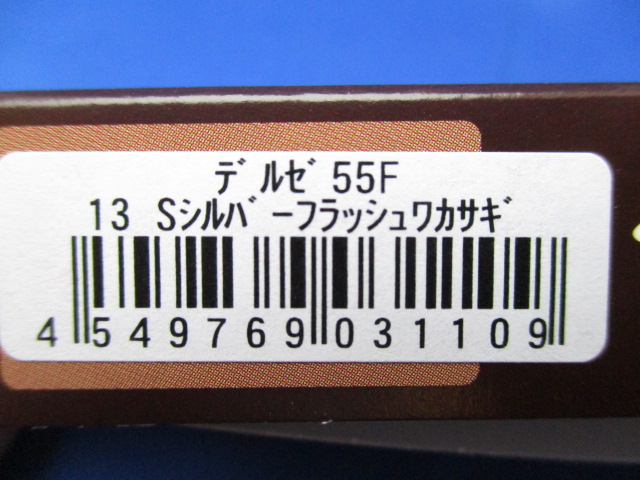 ﾃﾞﾙｾﾞ 55F
13 Sｼﾙﾊﾞｰﾌﾗｯｼｭﾜｶｻｷﾞ
4 549769 031109